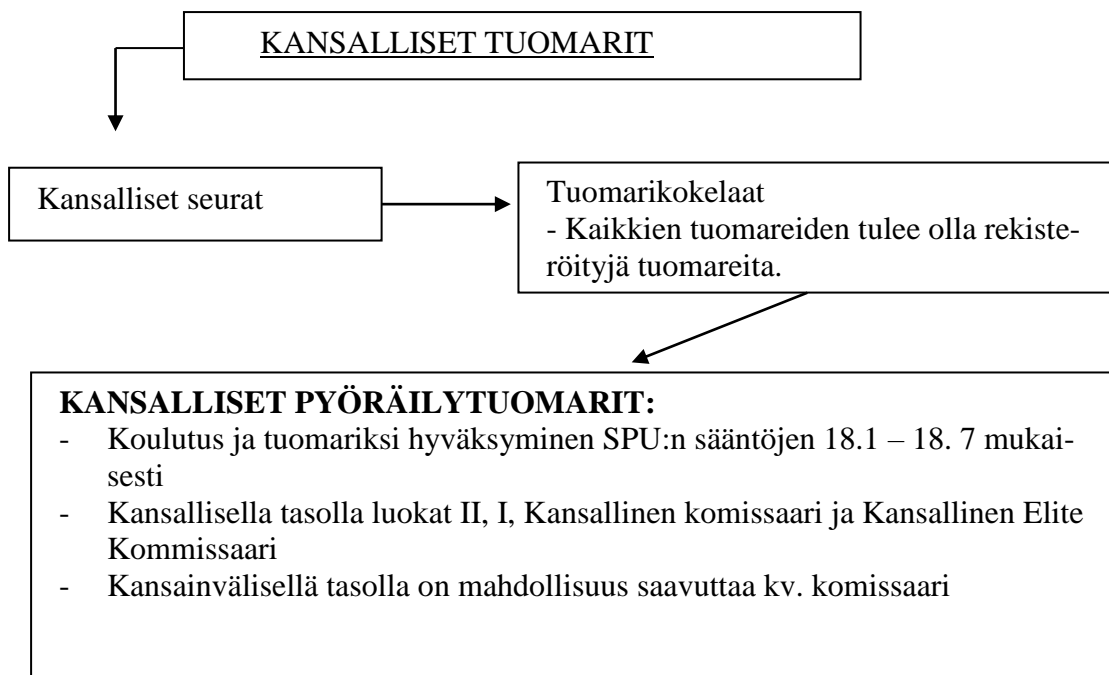 KANSALLISET TUOMARIT
Kansalliset seurat
Tuomarikokelaat
- Kaikkien tuomareiden tulee olla rekiste-
röityjä tuomareita.
KANSALLISET PYÖRÄILYTUOMARIT:
- Koulutus ja tuomariksi hyväksyminen SPU:n sääntöjen 18.1 – 18. 7 mukai-
sesti
- Kansallisella tasolla luokat II, I, Kansallinen komissaari ja Kansallinen Elite
Kommissaari
- Kansainvälisellä tasolla on mahdollisuus saavuttaa kv. komissaari